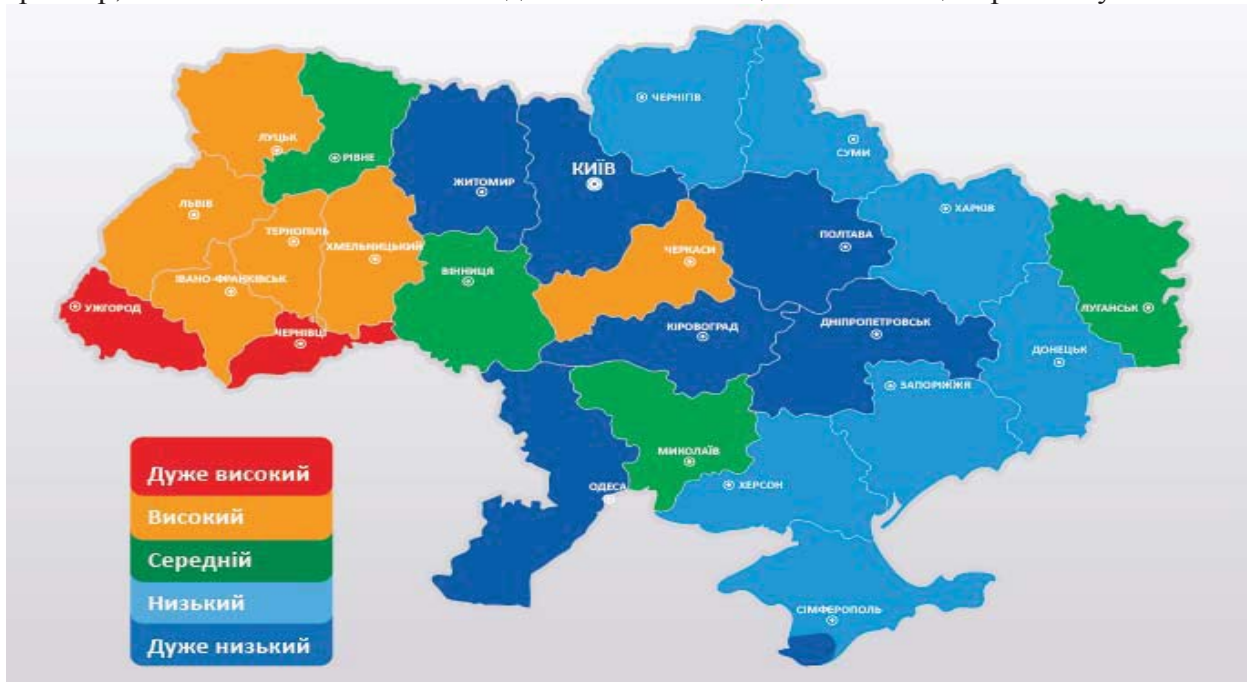 ЧЕРНІГІВ
ЛУЦЬК
РІВНЕ
СУМИ
КИЇВ
ЖИТОМИР
ЛЬВІВ
ХАРКІВ
ТЕРНОПІЛЬ
ХМЕЛЬНИЦЬКИЙ
ПОЛТАВА
ЧЕРКАСИ
ІВАНО-ФРАНКІВСЬК
ВІННИЦЯ
УЖГОРОД
ЛУГАНСЬК
ЧЕРНІВЦІ
КІРОВОГРАД
ДНІПРОПЕТРОВСЬК
ДОНЕЦЬК
ЗАПОРІЖЖЯ
МИКОЛАЇВ
ОДЕСА
ХЕРСОН
СІМФЕРОПОЛЬ
Дуже високий
Високий
Середній
Низький
Дуже низький